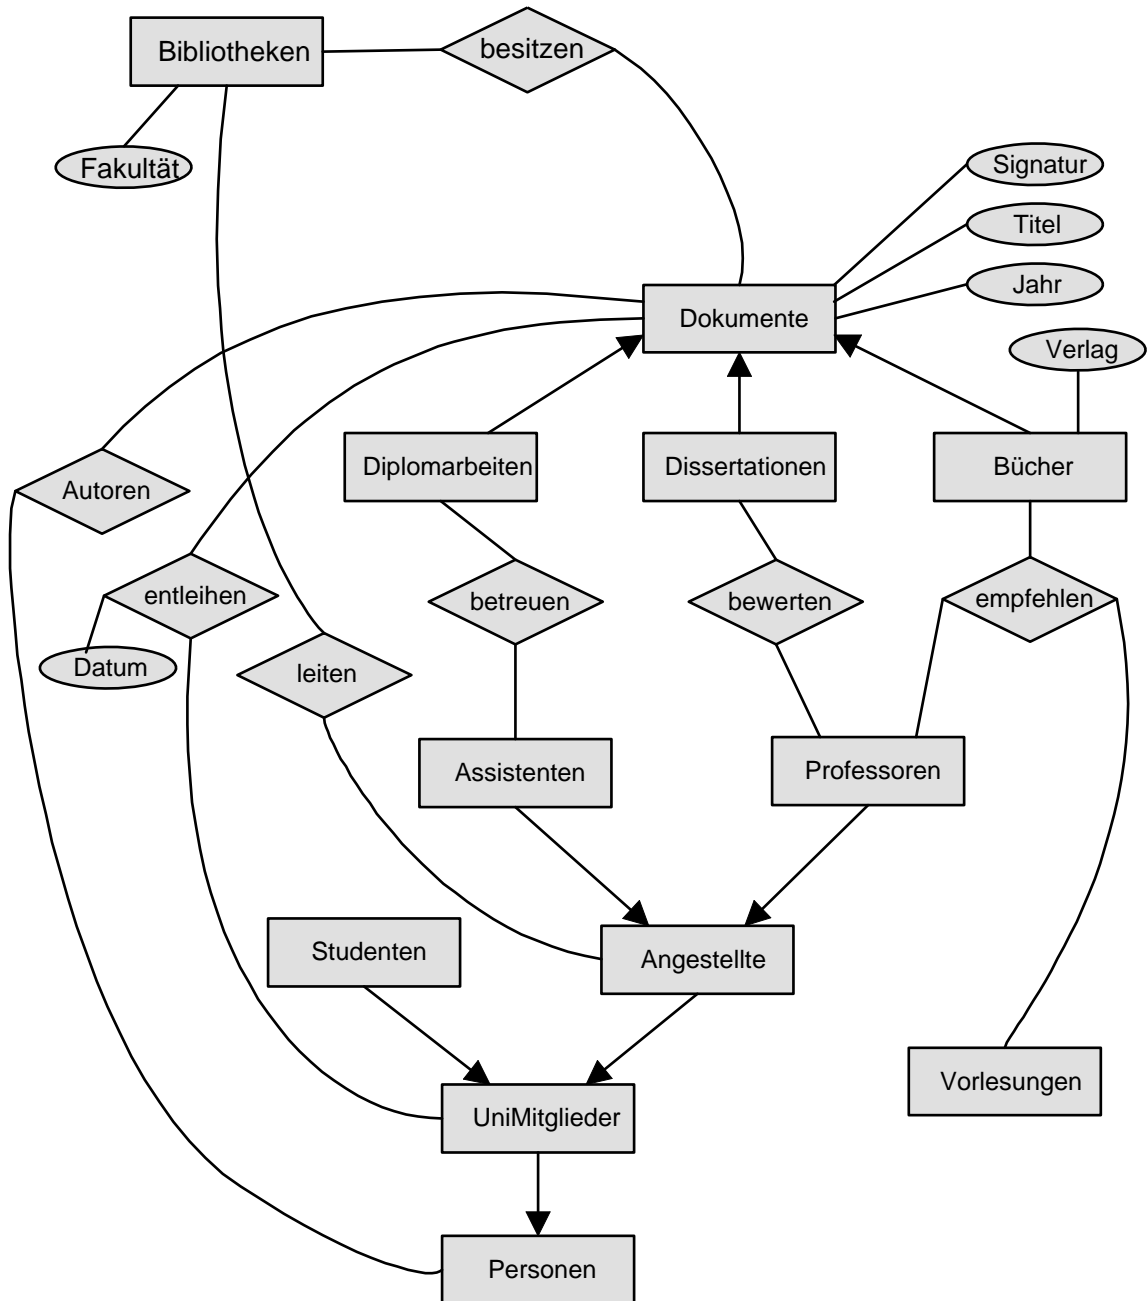 Bibliotheken
besitzen
Fakultät
Signatur
Titel
Jahr
Dokumente
Verlag
Diplomarbeiten
Dissertationen
Bücher
Autoren
entleihen
betreuen
bewerten
empfehlen
Datum
leiten
Assistenten
Professoren
Studenten
Angestellte
Vorlesungen
UniMitglieder
Personen